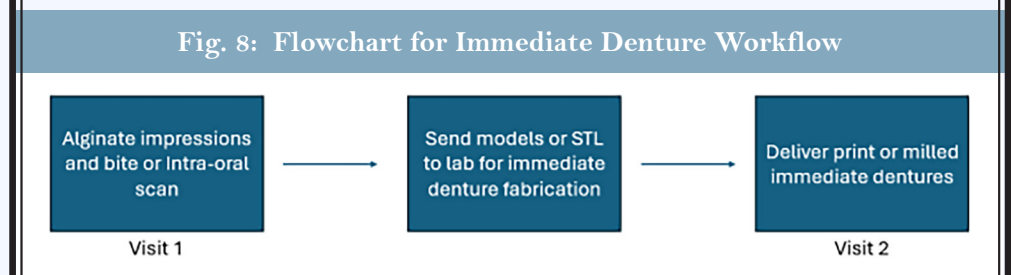 Fig. 8: Flowchart for Immediate Denture Workflow
Alginate impressions
and bite or Intra-oral
scan
Send models or STL
to lab for immediate
denture fabrication
Deliver print or milled
immediate dentures
Visit 1
Visit 2